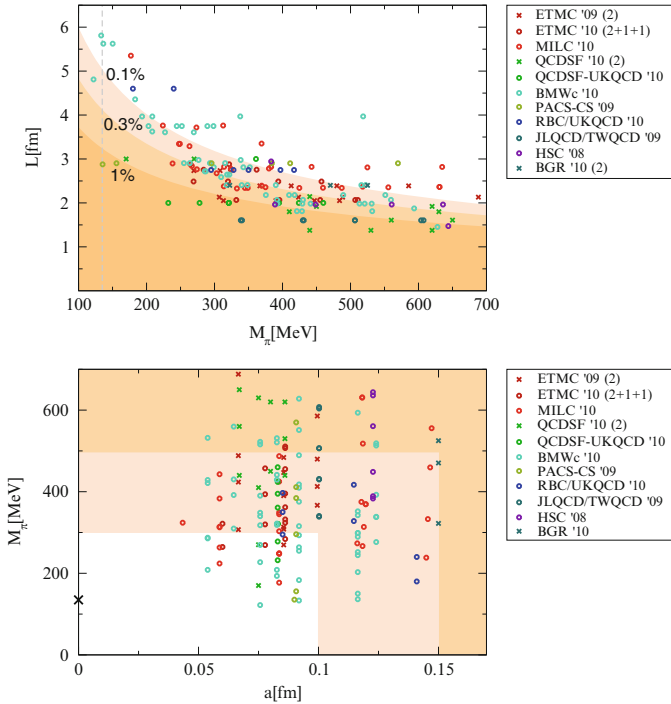 ETMC '09 (2)
ETMC '10 (2+1+1)
MILC '10
QCDSF '10 (2)
QCDSF-UKQCD '10
BMWc '10
PACS-CS '09
RBC/UKQCD '10
JLQCD/TWQCD '09
HSC '08
BGR '10 (2)
L[fm]
6
5
4
3
2
1
0.1%
0.3%
1%
100 200 300 400 500 600 700
M_π[MeV]
ETMC '09 (2)
ETMC '10 (2+1+1)
MILC '10
QCDSF '10 (2)
QCDSF-UKQCD '10
BMWc '10
PACS-CS '09
RBC/UKQCD '10
JLQCD/TWQCD '09
HSC '08
BGR '10
M_π[MeV]
600
400
200
0
0 0.05 0.1 0.15
a[fm]